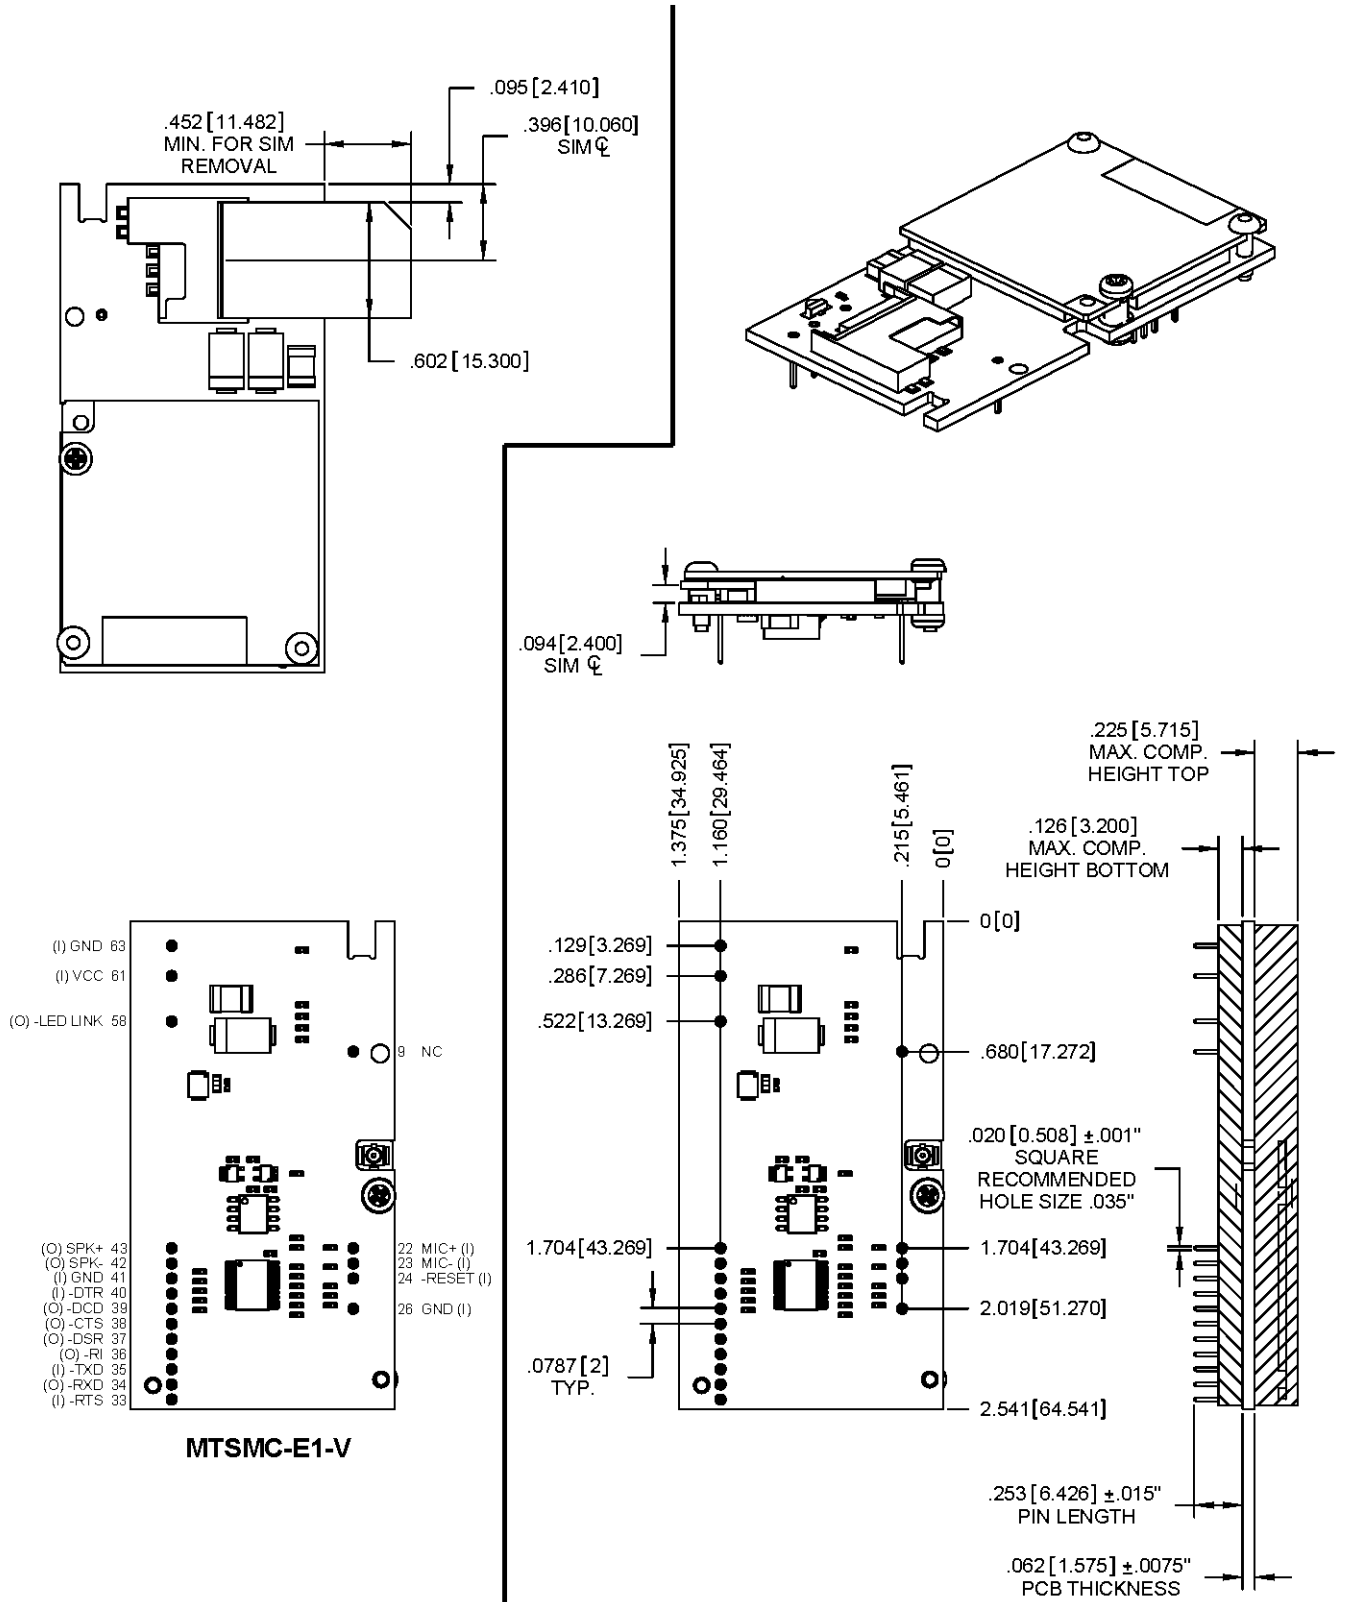 .095[2.410]
.452[11.482]
MIN. FOR SIM
REMOVAL
.396[10.060]
SIM ℄
.602[15.300]
.094[2.400]
SIM ℄
.225[5.715]
MAX. COMP.
HEIGHT TOP
.126[3.200]
MAX. COMP.
HEIGHT BOTTOM
1.375[34.925]
1.160[29.464]
.215[5.461]
0[0]
(I) GND 63
(I) VCC 61
(O) -LED LINK 58
9 NC
(O) SPK+ 43
(O) SPK- 42
(I) GND 41
(I) -DTR 40
(O) -DCD 39
(O) -CTS 38
(O) -DSR 37
(O) -RI 36
(I) -TXD 35
(O) -RXD 34
(I) -RTS 33
22 MIC+ (I)
23 MIC- (I)
24 -RESET (I)
26 GND (I)
MTSMC-E1-V
.129[3.269]
.286[7.269]
.522[13.269]
1.704[43.269]
.0787[2]
TYP.
0[0]
.680[17.272]
.020[0.508] ±.001"
SQUARE
RECOMMENDED
HOLE SIZE .035"
1.704[43.269]
2.019[51.270]
2.541[64.541]
.253[6.426] ±.015"
PIN LENGTH
.062[1.575] ±.0075"
PCB THICKNESS